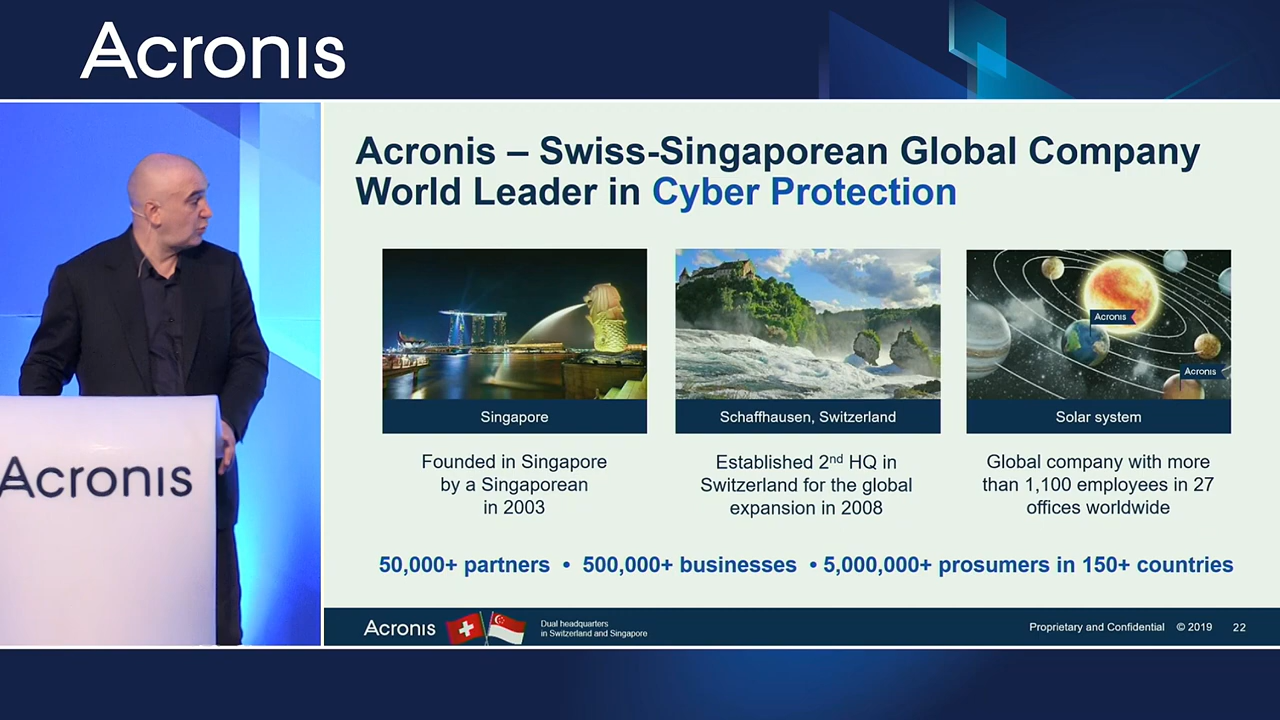 Acronis
Acronis – Swiss-Singaporean Global Company
World Leader in Cyber Protection
Acronis
Acronis
Singapore
Schaffhausen, Switzerland
Solar system
Founded in Singapore
by a Singaporean
in 2003
Established 2nd HQ in
Switzerland for the global
expansion in 2008
Global company with more
than 1,100 employees in 27
offices worldwide
50,000+ partners • 500,000+ businesses • 5,000,000+ prosumers in 150+ countries
Acronis
Dual headquarters
in Switzerland and Singapore
Proprietary and Confidential © 2019 22
Acronis